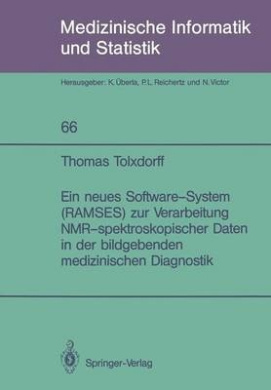 Medizinische Informatik
und Statistik
Herausgeber: K. Überla, P. L. Reichertz und N. Victor
66
Thomas Tolxdorff
Ein neues Software–System
(RAMSES) zur Verarbeitung
NMR–spektroskopischer Daten
in der bildgebenden
medizinischen Diagnostik
Springer-Verlag